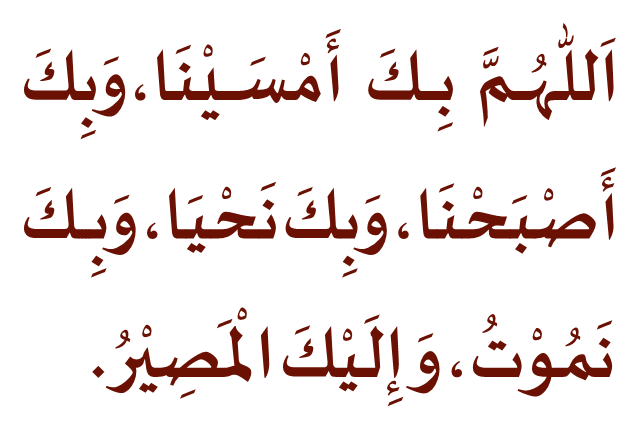 اَللّٰهُمَّ بِكَ أَمْسَيْنَا، وَبِكَ
أَصْبَحْنَا، وَبِكَ نَحْيَا، وَبِكَ
نَمُوْتُ، وَإِلَيْكَ الْمَصِيْرُ.